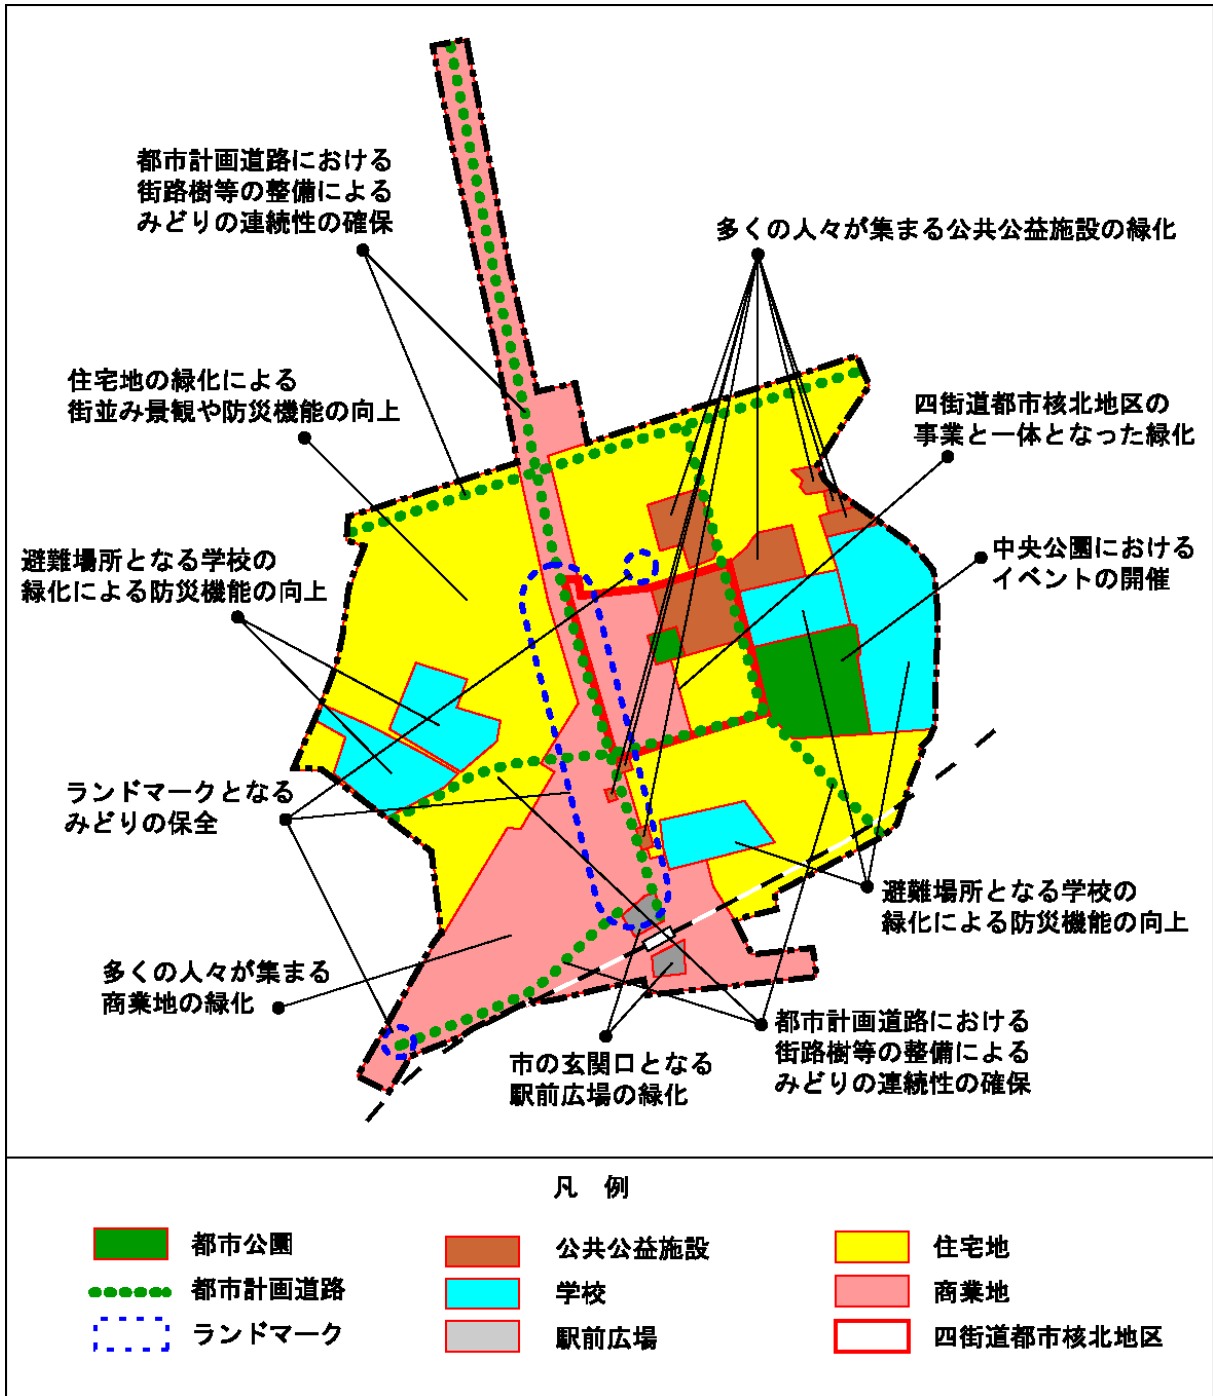 都市計画道路における
街路樹等の整備による
みどりの連続性の確保
多くの人々が集まる公共公益施設の緑化
住宅地の緑化による
街並み景観や防災機能の向上
四街道都市核北地区の
事業と一体となった緑化
避難場所となる学校の
緑化による防災機能の向上
中央公園における
イベントの開催
ランドマークとなる
みどりの保全
避難場所となる学校の
緑化による防災機能の向上
多くの人々が集まる
商業地の緑化
市の玄関口となる
駅前広場の緑化
都市計画道路における
街路樹等の整備による
みどりの連続性の確保
凡 例
都市公園
公共公益施設
住宅地
都市計画道路
学校
商業地
ランドマーク
駅前広場
四街道都市核北地区